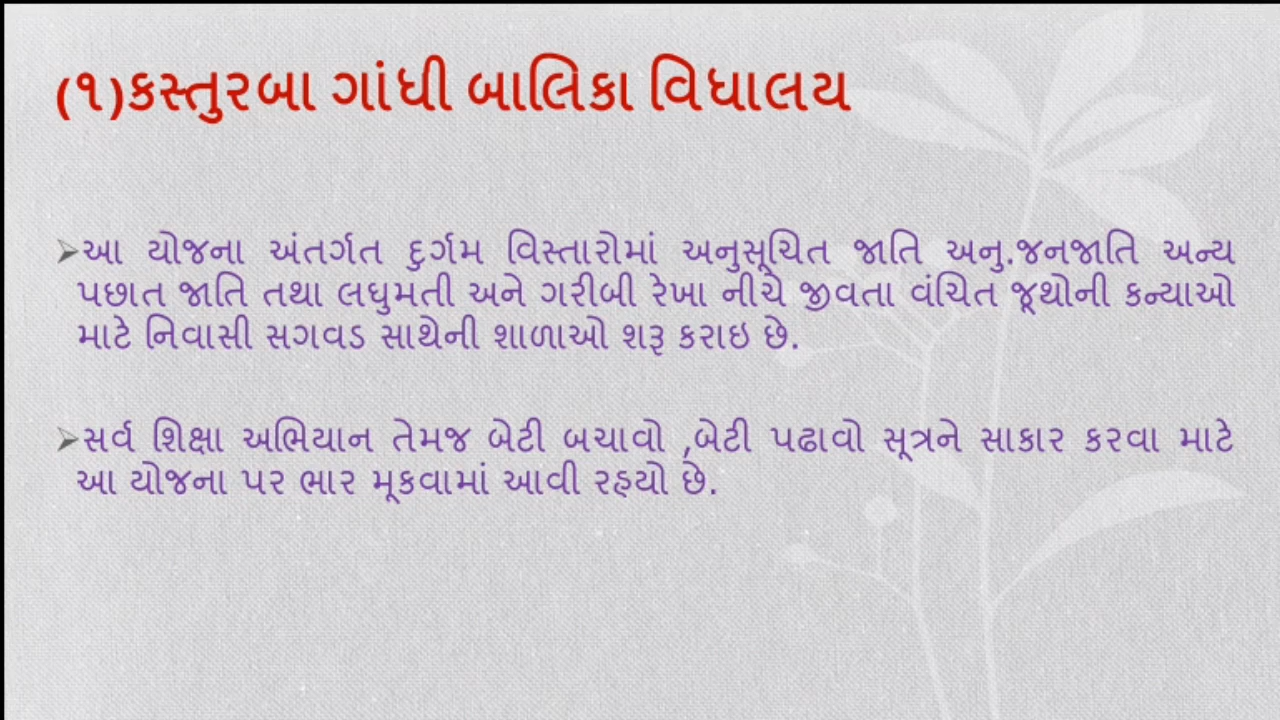 (૧)કસ્તુરબા ગાંધી બાલિકા વિધાલય
➢આ યોજના અંતર્ગત દુર્ગમ વિસ્તારોમાં અનુસૂચિત જાતિ અનુ.જનજાતિ અન્ય
પછાત જાતિ તથા લઘુમતી અને ગરીબી રેખા નીચે જીવતા વંચિત જૂથોની કન્યાઓ
માટે નિવાસી સગવડ સાથેની શાળાઓ શરૂ કરાઇ છે.
➢સર્વ શિક્ષા અભિયાન તેમજ બેટી બચાવો ,બેટી પઢાવો સૂત્રને સાકાર કરવા માટે
આ યોજના પર ભાર મૂકવામાં આવી રહયો છે.